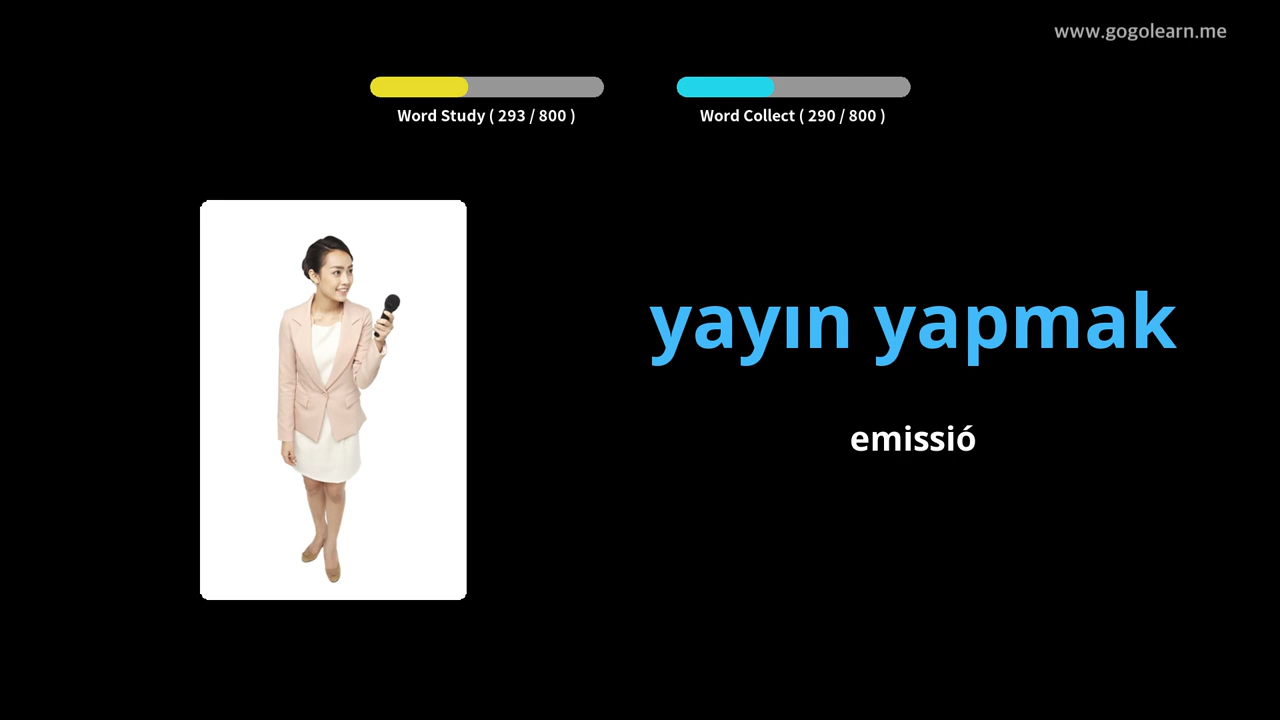 www.gogolearn.me
Word Study ( 293 / 800 )
Word Collect ( 290 / 800 )
yayın yapmak
emissió